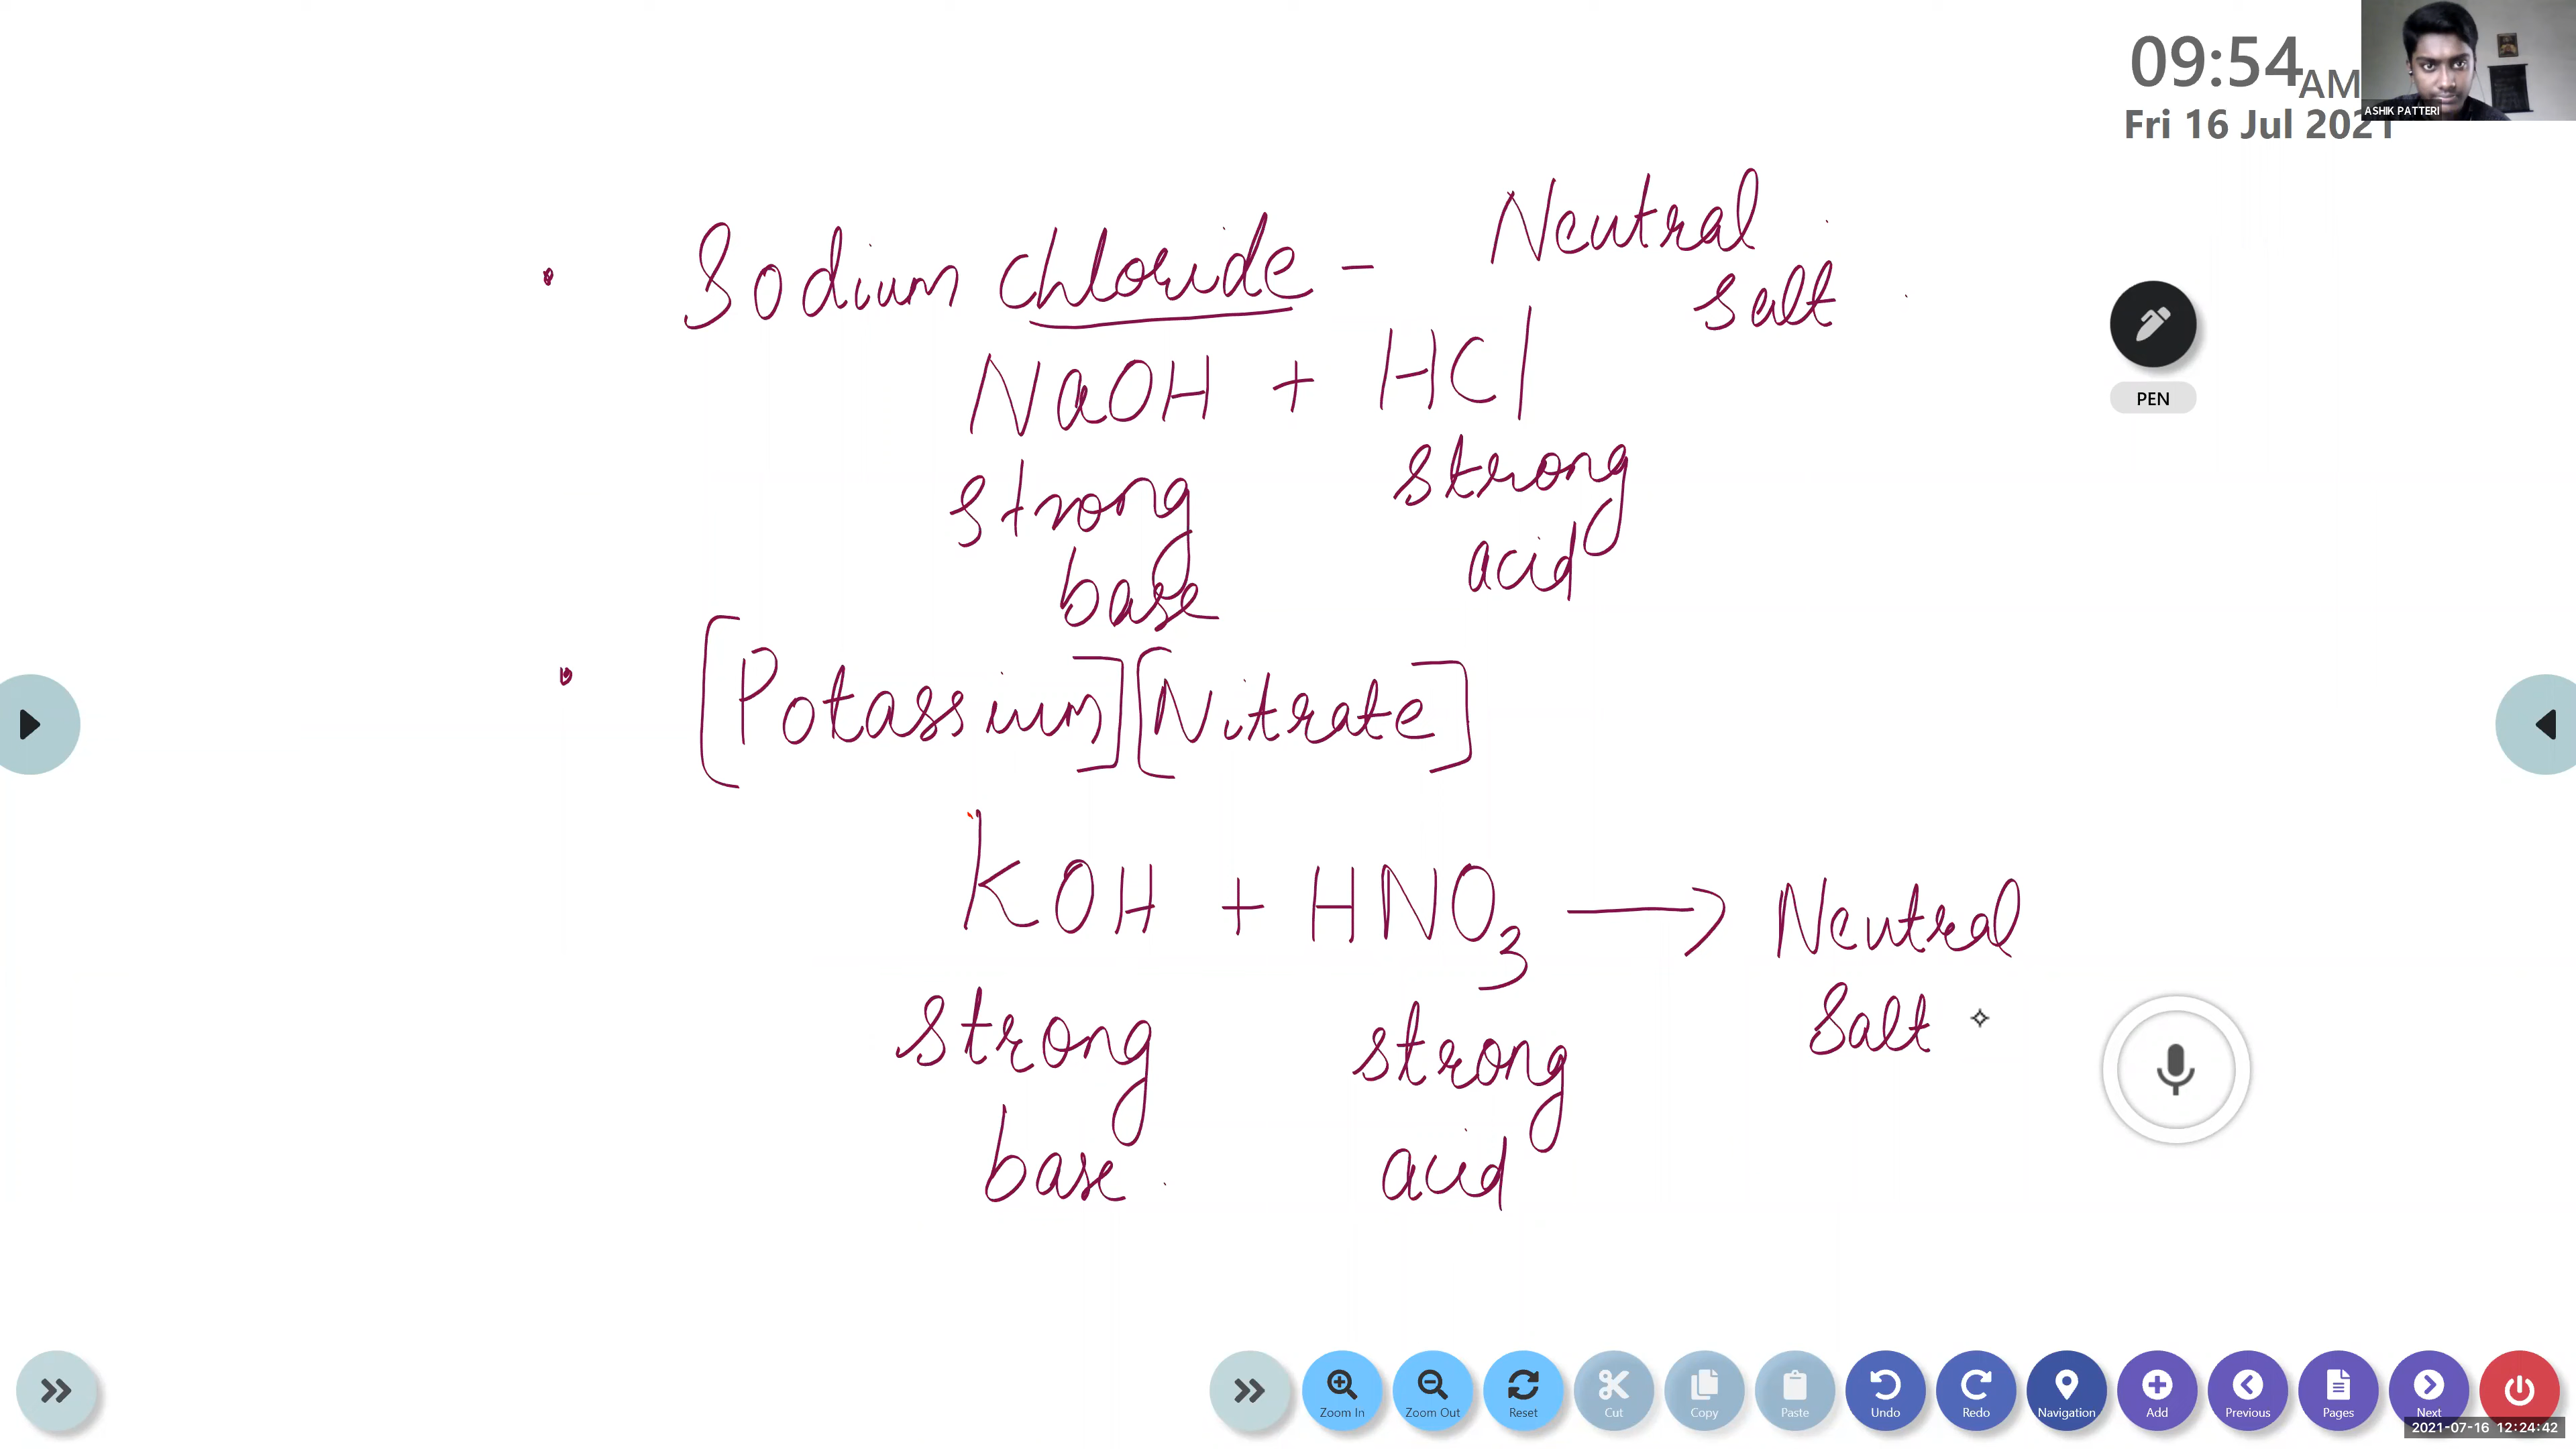 09:54 AM
Fri 16 Jul 2021
ASHIK PATTERI
• Sodium chloride - Neutral
salt
NaOH + HCl
strong strong
base acid
PEN
• [Potassium] [Nitrate]
KOH + HNO₃ ⟶ Neutral
Salt
strong strong
base acid
Zoom In Zoom Out Reset Cut Copy Paste Undo Redo Navigation Add Previous Pages Next
2021-07-16 12:24:42